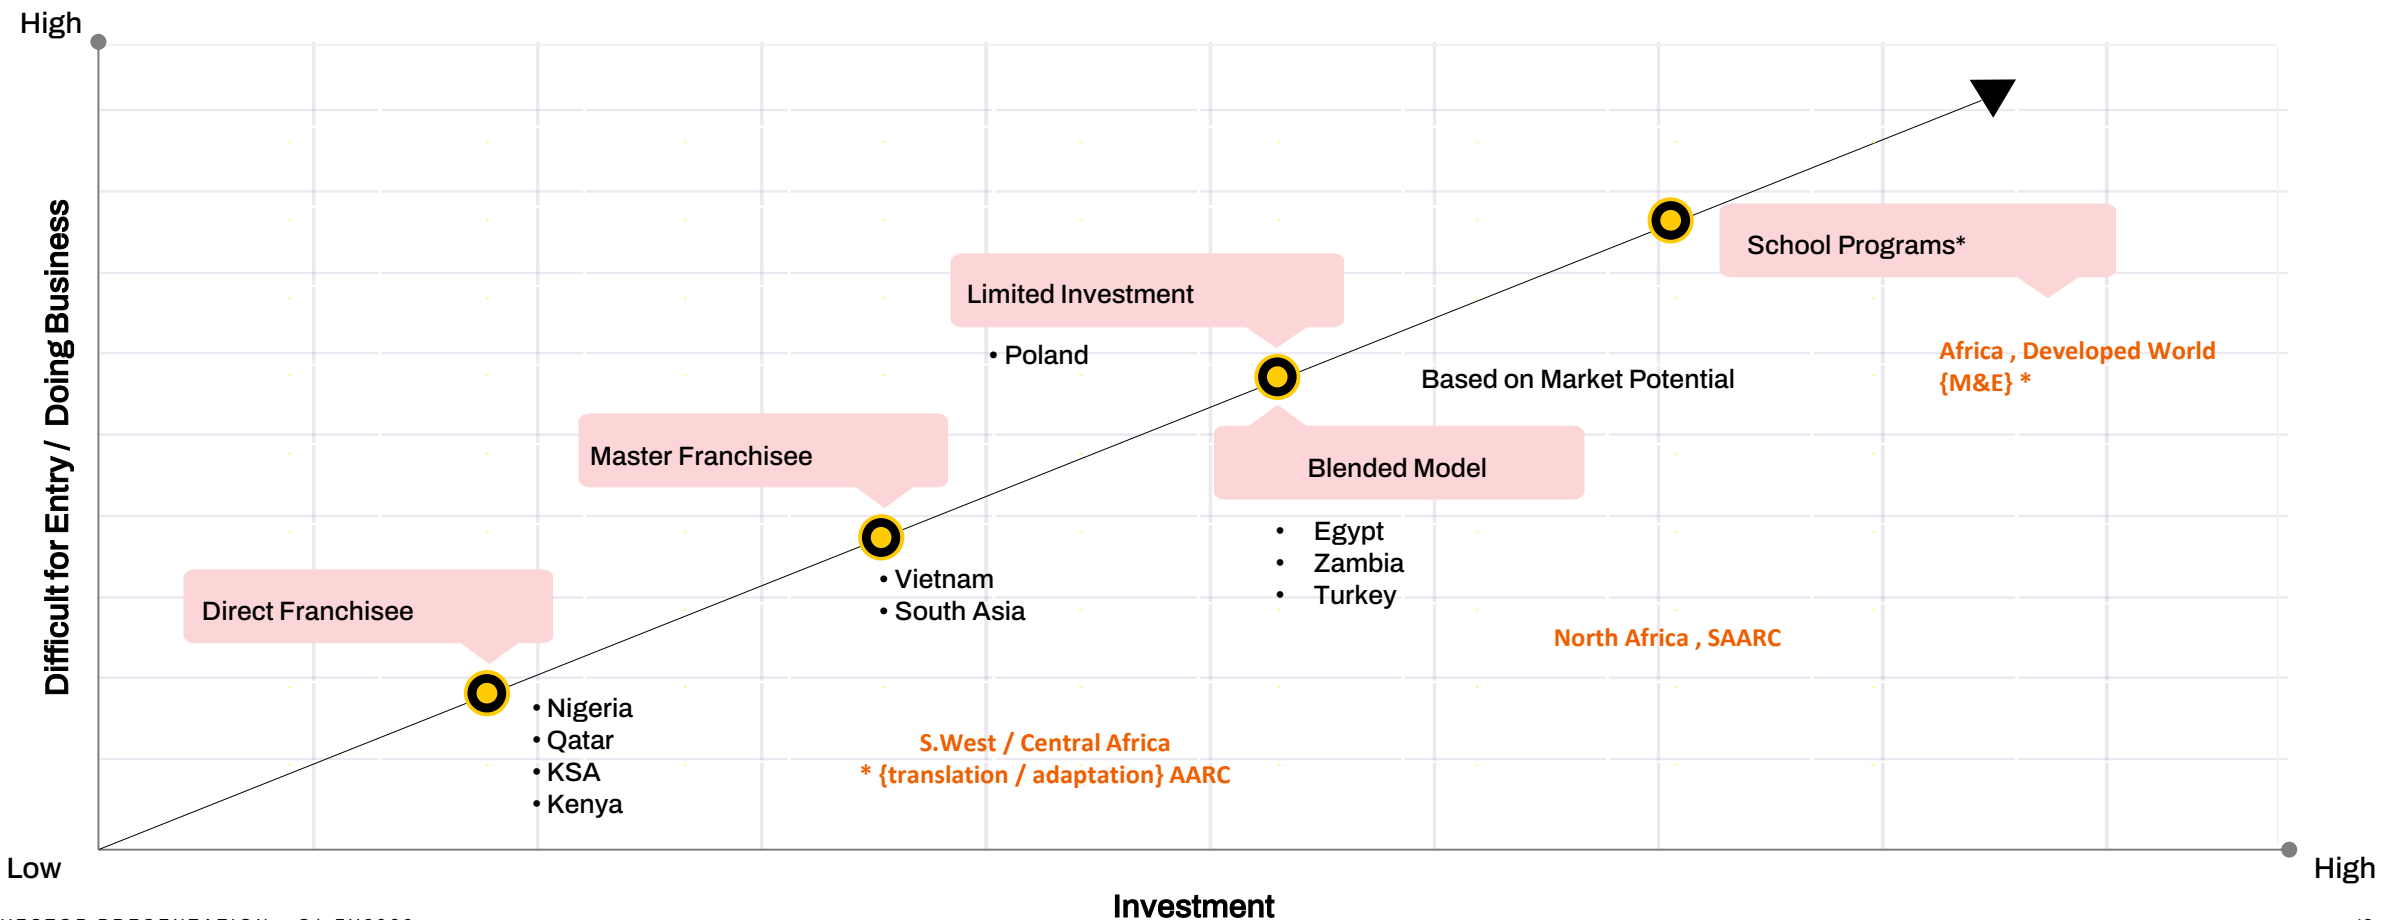 High
Difficult for Entry / Doing Business
School Programs*
Limited Investment
• Poland
Africa , Developed World
{M&E} *
Based on Market Potential
Master Franchisee
Blended Model
• Egypt
• Zambia
• Turkey
• Vietnam
• South Asia
Direct Franchisee
North Africa , SAARC
• Nigeria
• Qatar
• KSA
• Kenya
S.West / Central Africa
* {translation / adaptation} AARC
Low
High
Investment